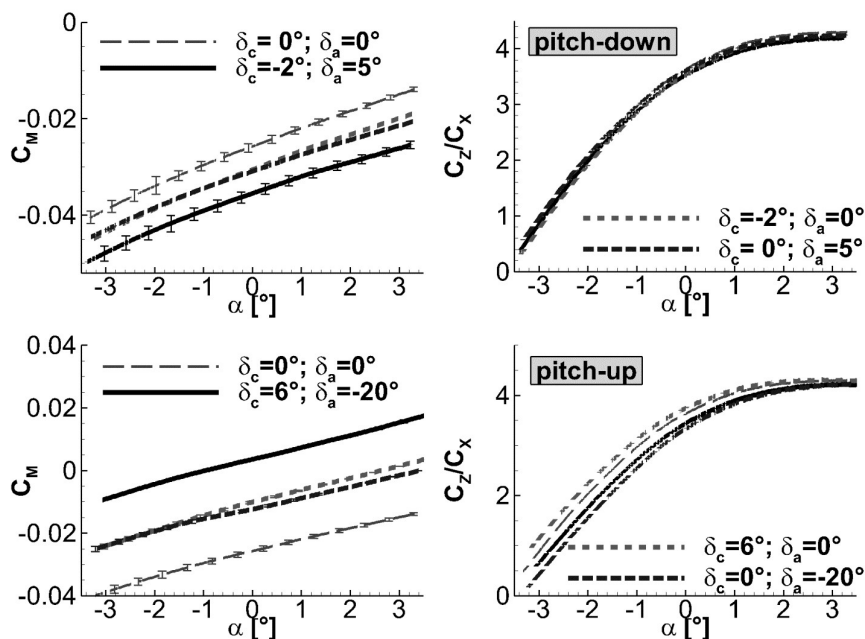 0
δc= 0°; δa=0°
δc=-2°; δa=5°
-0.02
-0.04
CM
-3 -2 -1 0 1 2 3
α [°]
pitch-down
4
3
2
1
0
CZ/CX
δc=-2°; δa=0°
δc= 0°; δa=5°
-3 -2 -1 0 1 2 3
α [°]
0.04
δc=0°; δa=0°
δc=6°; δa=-20°
0.02
0
-0.02
-0.04
CM
-3 -2 -1 0 1 2 3
α [°]
pitch-up
4
2
0
CZ/CX
δc=6°; δa=0°
δc=0°; δa=-20°
-3 -2 -1 0 1 2 3
α [°]